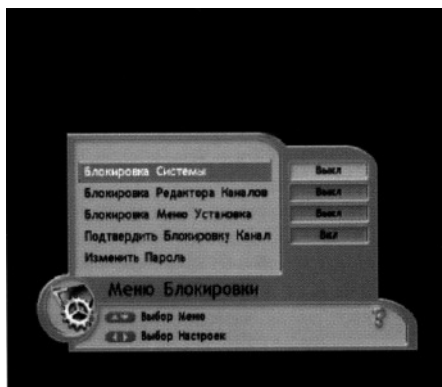 Блокировка Системы Выкл
Блокировка Редактора Каналов Выкл
Блокировка Меню Установка Выкл
Подтвердить Блокировку Канал Вкл
Изменить Пароль
Меню Блокировки
Выбор Меню
Выбор Настроек